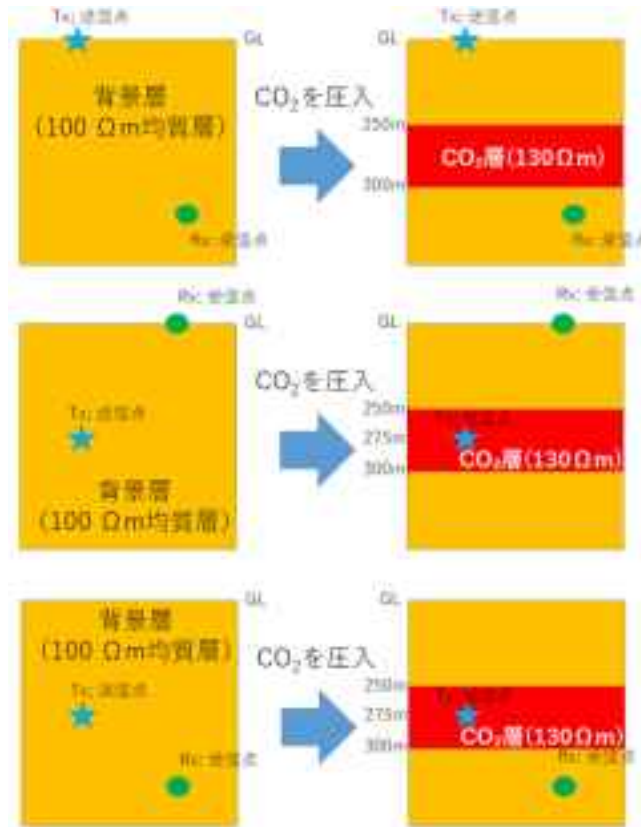 Tx; 送信点
GL
背景層
(100 Ωm均質層)
Rx; 受信点
CO₂を圧入
Tx; 送信点
GL
250m
CO₂層(130Ωm)
300m
Rx; 受信点
Rx; 受信点
GL
Tx; 送信点
背景層
(100 Ωm均質層)
CO₂を圧入
Rx; 受信点
GL
250m
275m
CO₂層(130Ωm)
300m
GL
背景層
(100 Ωm均質層)
Tx; 送信点
Rx; 受信点
CO₂を圧入
GL
250m
275m
CO₂層(130Ωm)
300m
Rx; 受信点